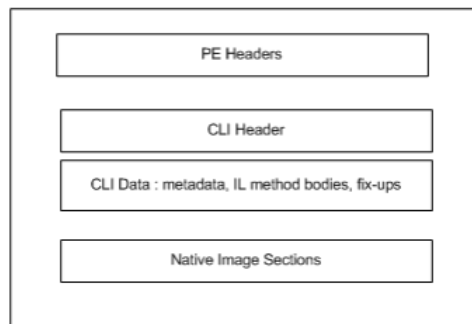 PE Headers
CLI Header
CLI Data : metadata, IL method bodies, fix-ups
Native Image Sections